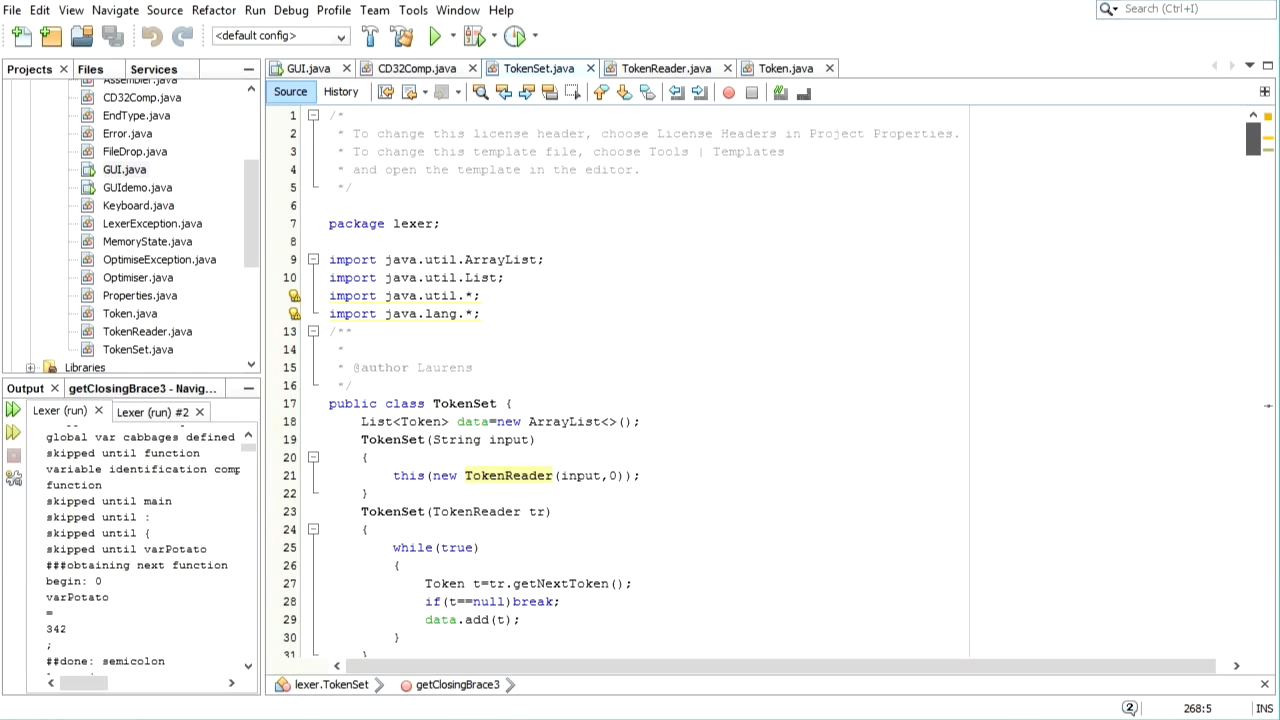 File Edit View Navigate Source Refactor Run Debug Profile Team Tools Window Help
Search (Ctrl+I)
<default config>
Projects Files Services
Assembler.java
CD32Comp.java
EndType.java
Error.java
FileDrop.java
GUI.java
GUIdemo.java
Keyboard.java
LexerException.java
MemoryState.java
OptimiseException.java
Optimiser.java
Properties.java
Token.java
TokenReader.java
TokenSet.java
Libraries
Output getClosingBrace3 - Navig...
Lexer (run) Lexer (run) #2
global var cabbages defined
skipped until function
variable identification comp
function
skipped until main
skipped until :
skipped until {
skipped until varPotato
###obtaining next function
begin: 0
varPotato
=
342
;
##done: semicolon
GUI.java CD32Comp.java TokenSet.java TokenReader.java Token.java
Source History
1 /*
2 * To change this license header, choose License Headers in Project Properties.
3 * To change this template file, choose Tools | Templates
4 * and open the template in the editor.
5 */
6
7 package lexer;
8
9 import java.util.ArrayList;
10 import java.util.List;
import java.util.*;
import java.lang.*;
13 /**
14 *
15 * @author Laurens
16 */
17 public class TokenSet {
18 List<Token> data=new ArrayList<>();
19 TokenSet(String input)
20 {
21 this(new TokenReader(input,0));
22 }
23 TokenSet(TokenReader tr)
24 {
25 while(true)
26 {
27 Token t=tr.getNextToken();
28 if(t==null)break;
29 data.add(t);
30 }
31 }
lexer.TokenSet getClosingBrace3
2 268:5 INS